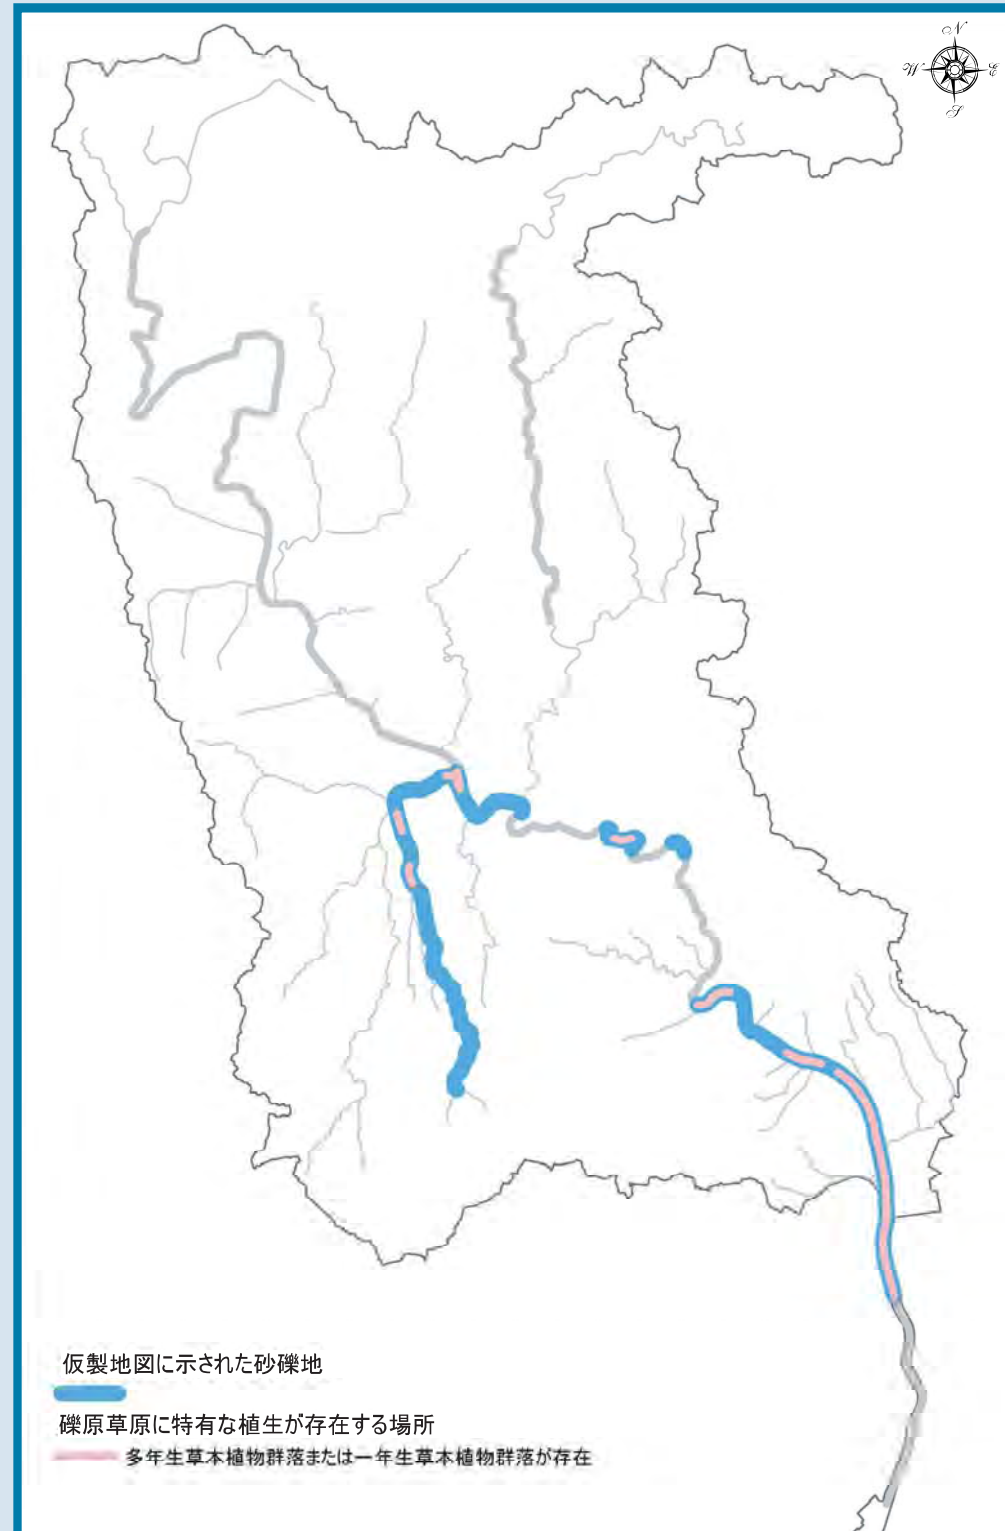 N
W E
S
仮製地図に示された砂礫地
礫原草原に特有な植生が存在する場所
多年生草本植物群落または一年生草本植物群落が存在